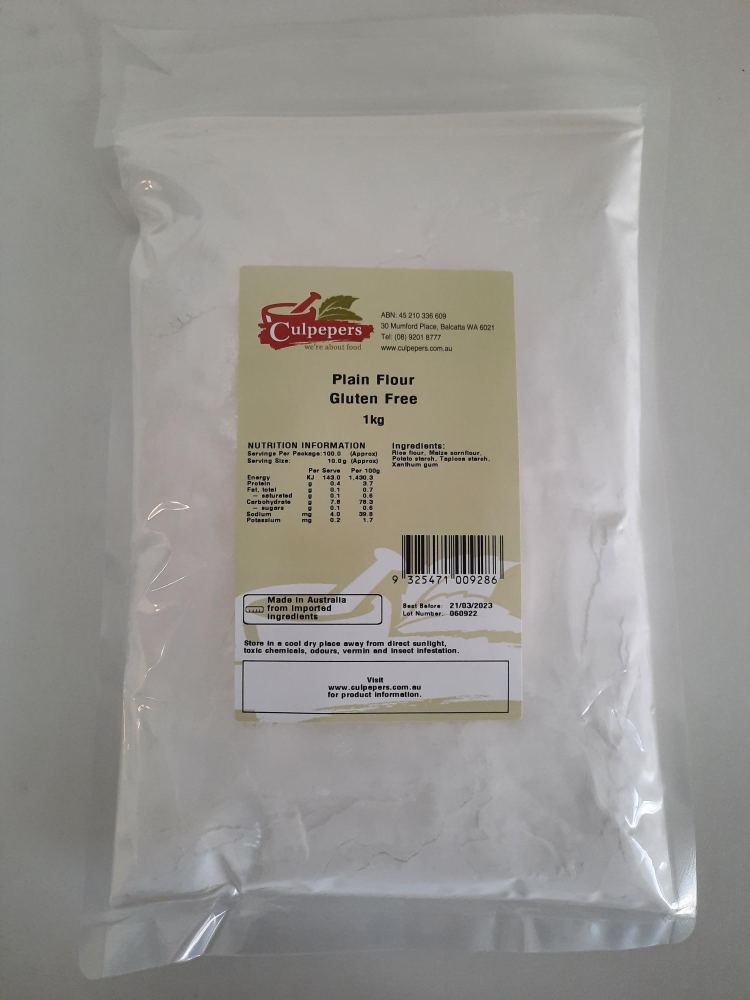 Culpepers
we're about food
ABN: 45 210 336 609
30 Mumford Place, Balcatta WA 6021
Tel: (08) 9201 8777
www.culpepers.com.au
Plain Flour
Gluten Free
1kg
NUTRITION INFORMATION
Servings Per Package: 100.0 (Approx)
Serving Size: 10.0g (Approx)
Per Serve Per 100g
Energy KJ 143.0 1,430.3
Protein g 0.4 3.7
Fat, total g 0.1 0.7
— saturated g 0.1 0.6
Carbohydrate g 7.8 78.3
— sugars g 0.1 0.6
Sodium mg 4.0 39.8
Potassium mg 0.2 1.7
Ingredients:
Rice flour, Maize cornflour,
Potato starch, Tapioca starch,
Xanthum gum
9 325471 009286
Made in Australia
from imported
ingredients
Best Before: 21/03/2023
Lot Number: 060922
Store in a cool dry place away from direct sunlight,
toxic chemicals, odours, vermin and insect infestation.
Visit
www.culpepers.com.au
for product information.